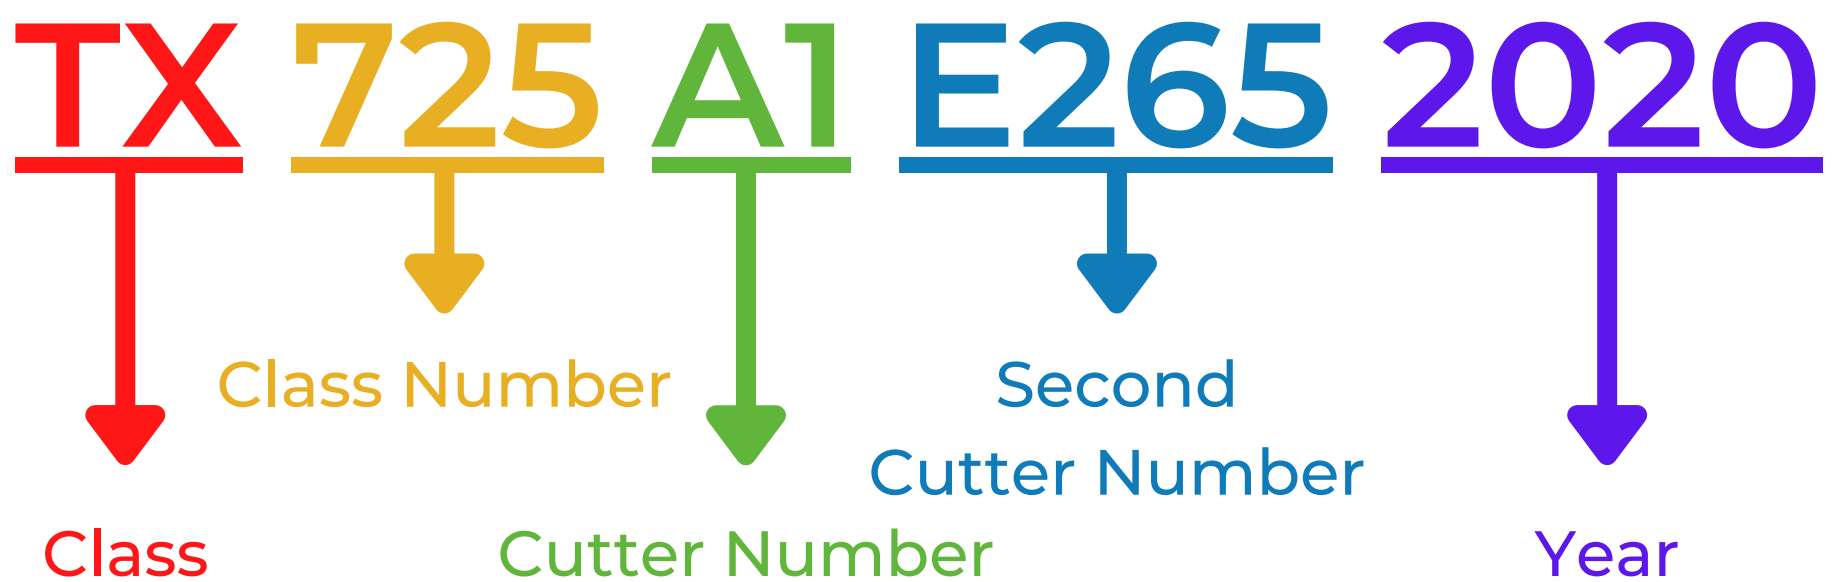 TX 725 A1 E265 2020
Class Number
Second
Cutter Number
Class
Cutter Number
Year